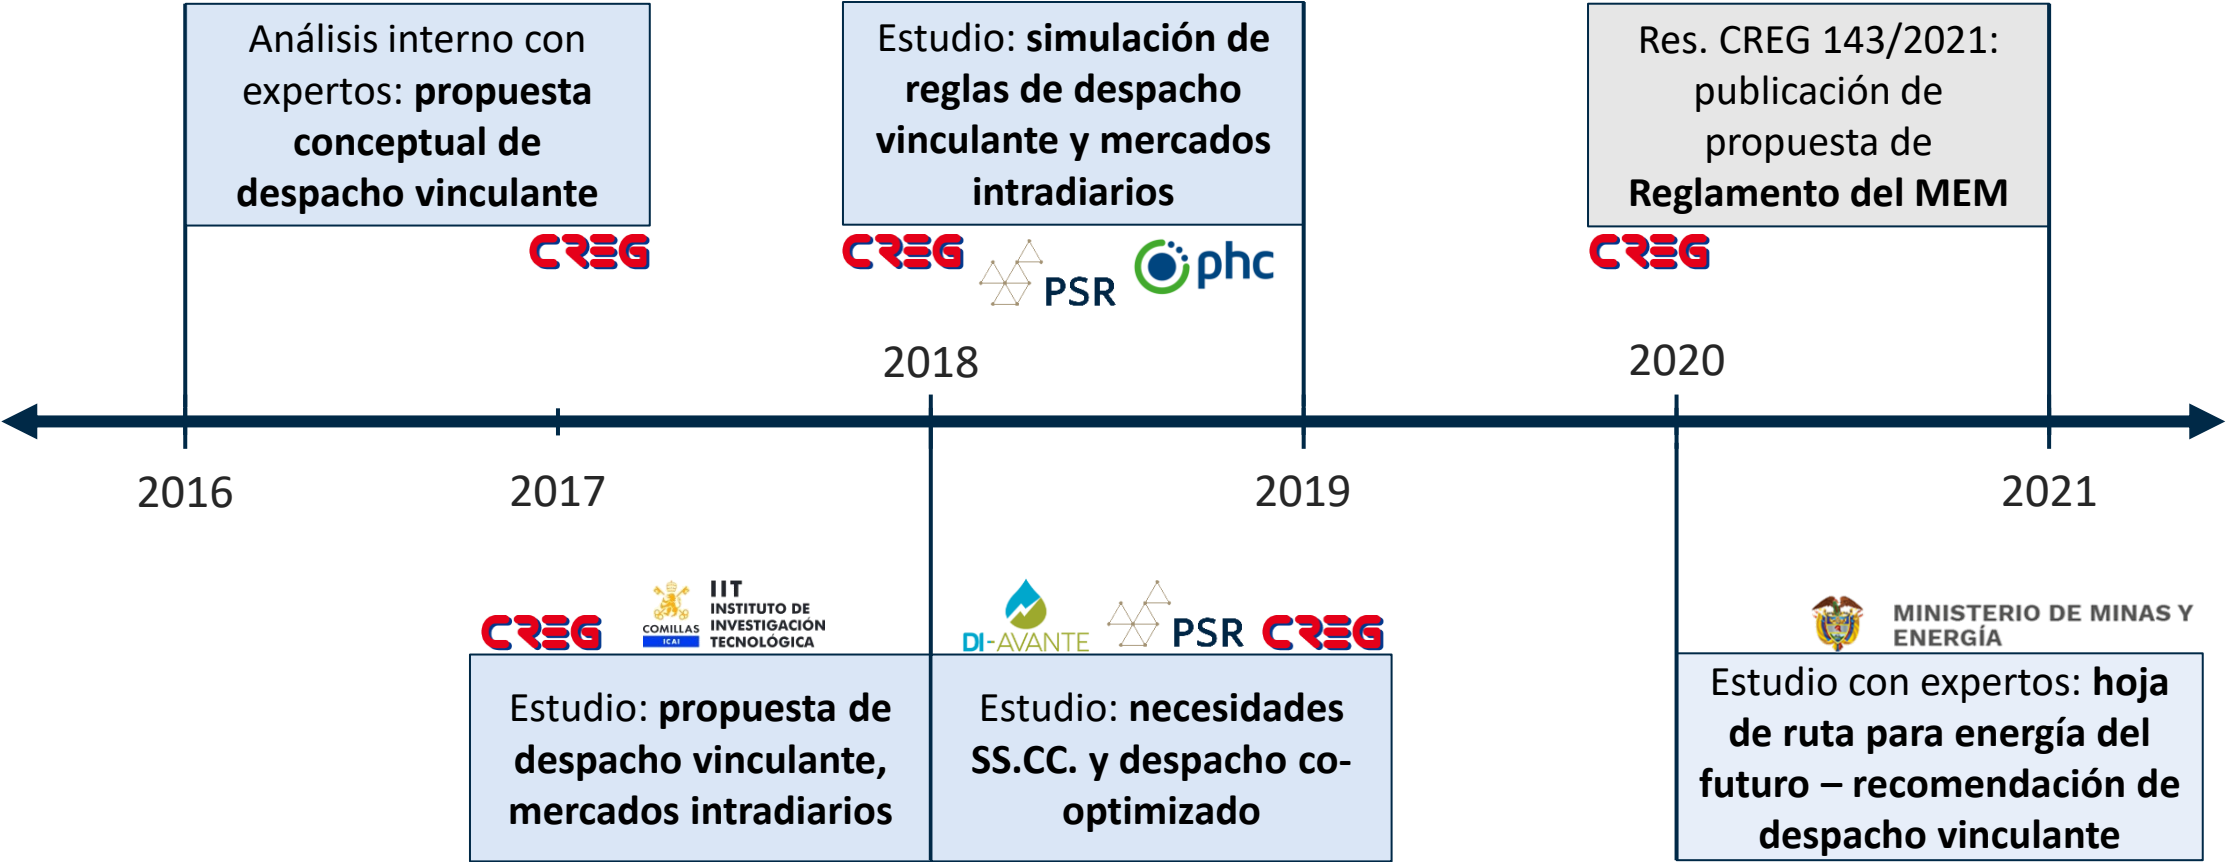 Análisis interno con
expertos: propuesta
conceptual de
despacho vinculante
CREG
Estudio: simulación de
reglas de despacho
vinculante y mercados
intradiarios
CREG
PSR
phc
Res. CREG 143/2021:
publicación de
propuesta de
Reglamento del MEM
CREG
2018
2020
2016
2017
2019
2021
CREG
COMILLAS
ICAI
IIT
INSTITUTO DE
INVESTIGACIÓN
TECNOLÓGICA
Estudio: propuesta de
despacho vinculante,
mercados intradiarios
DI-AVANTE
PSR
CREG
Estudio: necesidades
SS.CC. y despacho co-
optimizado
MINISTERIO DE MINAS Y
ENERGÍA
Estudio con expertos: hoja
de ruta para energía del
futuro – recomendación de
despacho vinculante